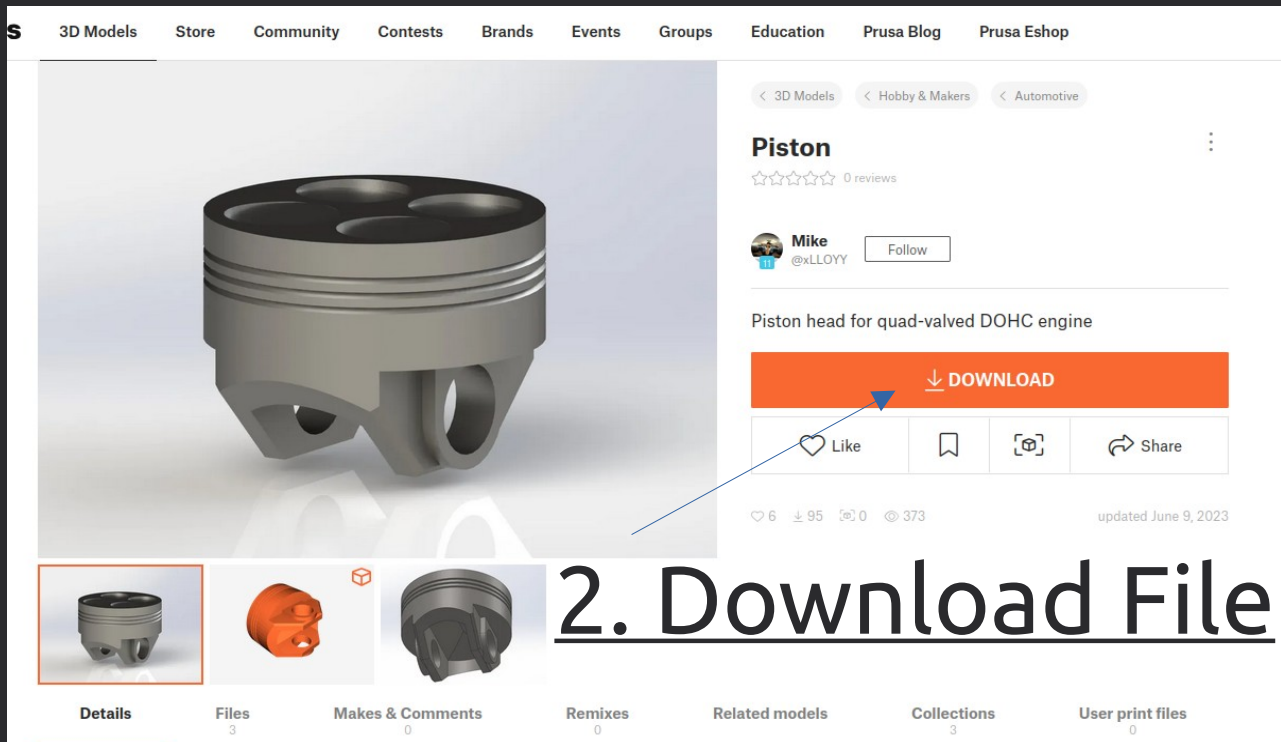 s 3D Models Store Community Contests Brands Events Groups Education Prusa Blog Prusa Eshop
< 3D Models < Hobby & Makers < Automotive
Piston
0 reviews
Mike
@xLLOYY
11
Follow
Piston head for quad-valved DOHC engine
DOWNLOAD
Like Share
6 95 0 373 updated June 9, 2023
2. Download File
Details Files Makes & Comments Remixes Related models Collections User print files
3 0 0 3 0